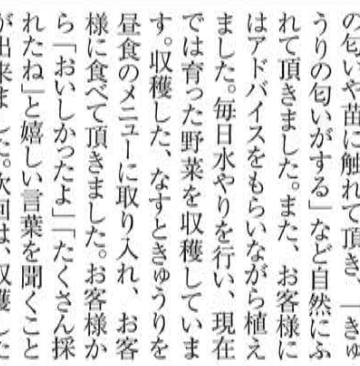 の匂いや苗に触れて頂き、「きゅ
うりの匂いがする」など自然にふ
れて頂きました。また、お客様に
はアドバイスをもらいながら植え
ました。毎日水やりを行い、現在
では育った野菜を収穫していま
す。収穫した、なすときゅうりを
昼食のメニューに取り入れ、お客
様に食べて頂きました。お客様か
ら「おいしかったよ」「たくさん採
れたね」と嬉しい言葉を聞くこと
が出来ました。次回は、収穫した